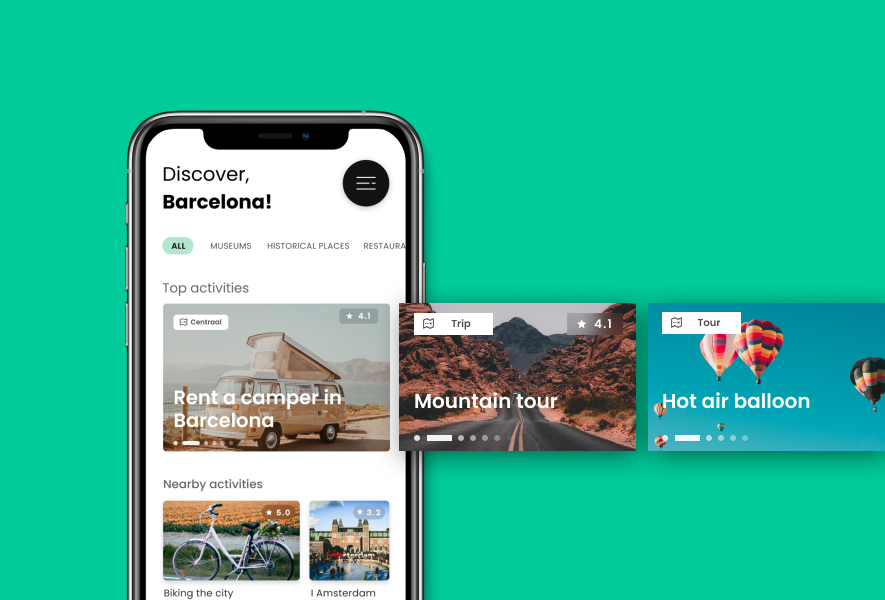 Discover,
Barcelona!
ALL MUSEUMS HISTORICAL PLACES RESTAURA
Top activities
Centraal 4.1
Rent a camper in
Barcelona
Trip 4.1
Mountain tour
Tour
Hot air balloon
Nearby activities
5.0 3.2
I amsterdam
Biking the city I Amsterdam